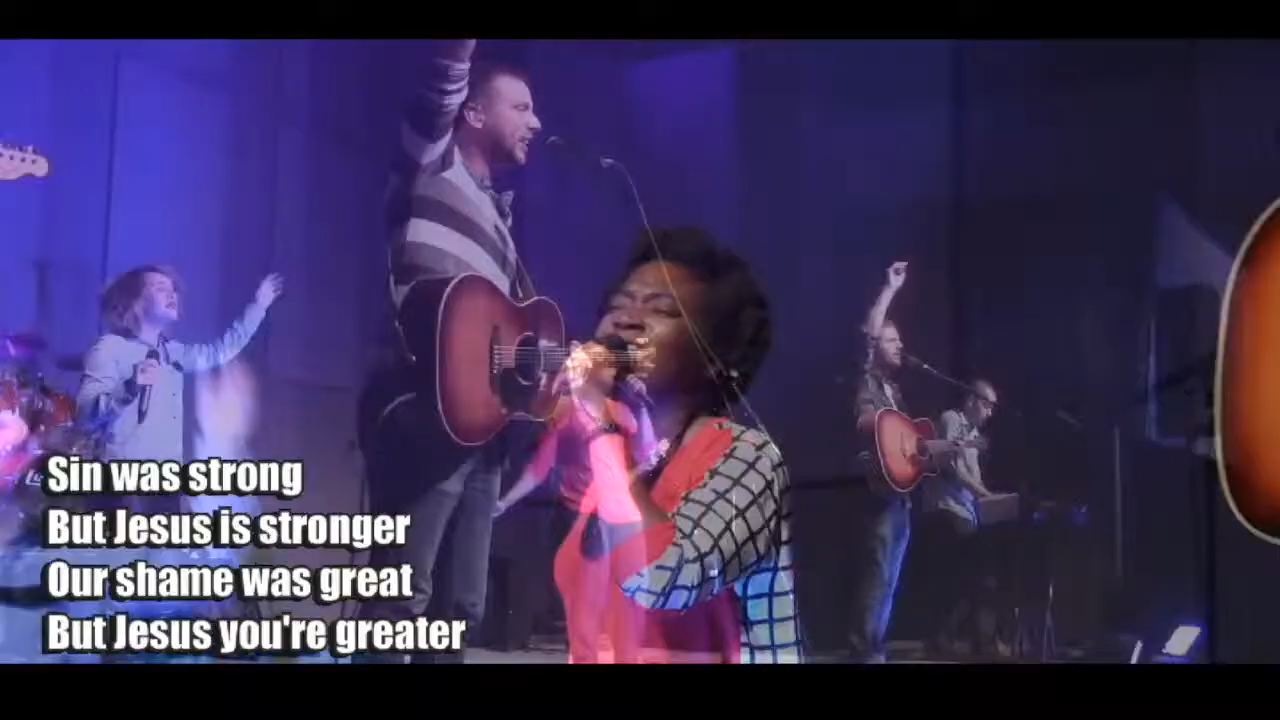 Sin was strong
But Jesus is stronger
Our shame was great
But Jesus you're greater